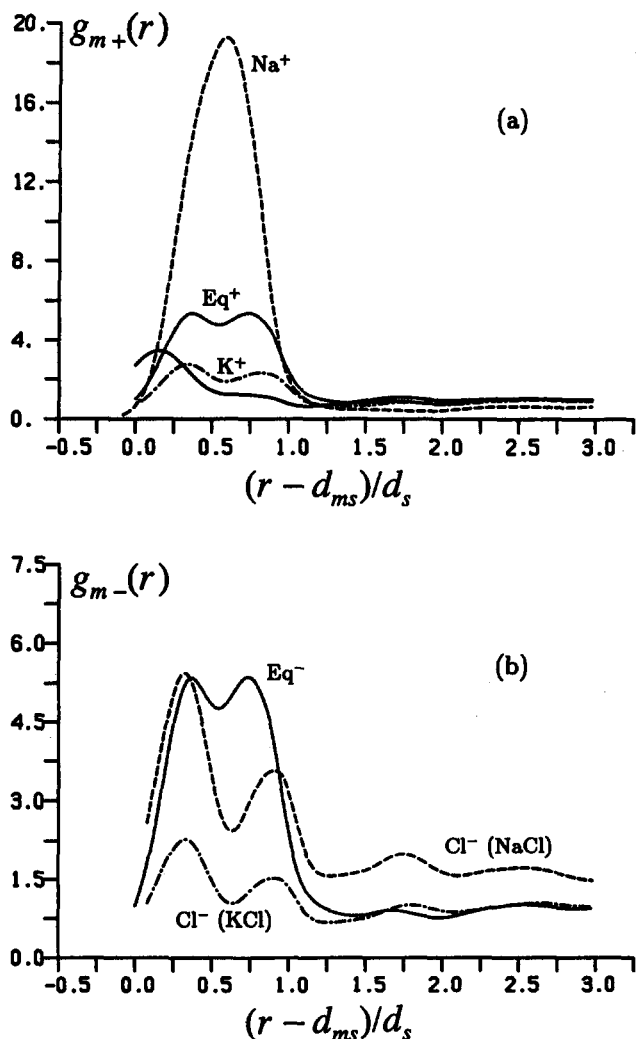 g_{m+}(r)
20.
16.
12.
8.
4.
0.
Na⁺
(a)
Eq⁺
K⁺
-0.5 0.0 0.5 1.0 1.5 2.0 2.5 3.0
(r − d_{ms})/d_s
g_{m−}(r)
7.5
6.0
4.5
3.0
1.5
0.0
Eq⁻
(b)
Cl⁻ (NaCl)
Cl⁻ (KCl)
-0.5 0.0 0.5 1.0 1.5 2.0 2.5 3.0
(r − d_{ms})/d_s